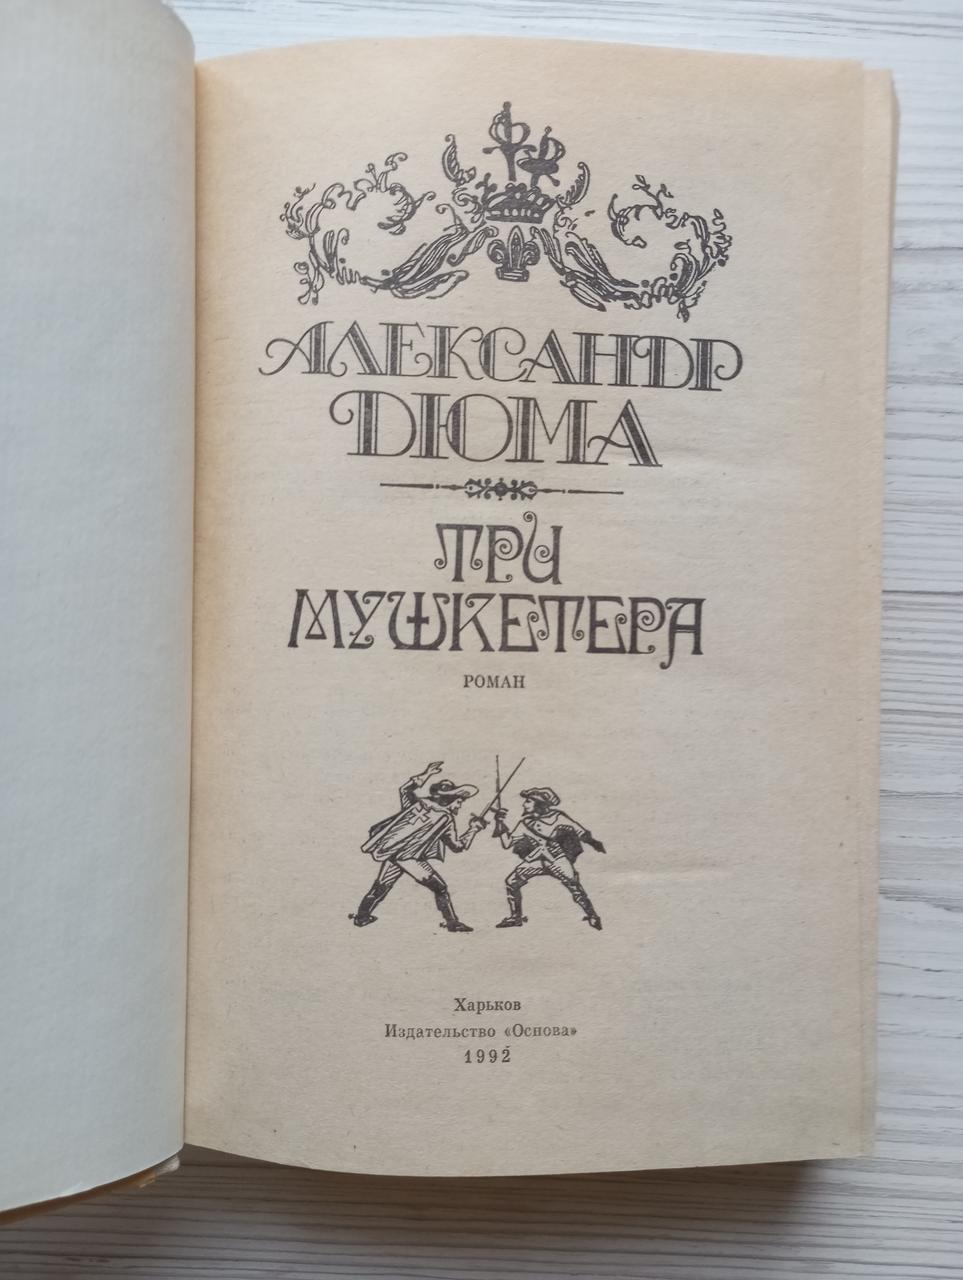 АЛЕКСАНДР
ДЮМА
ТРИ
МУШКЕТЕРА
РОМАН
Харьков
Издательство «Основа»
1992